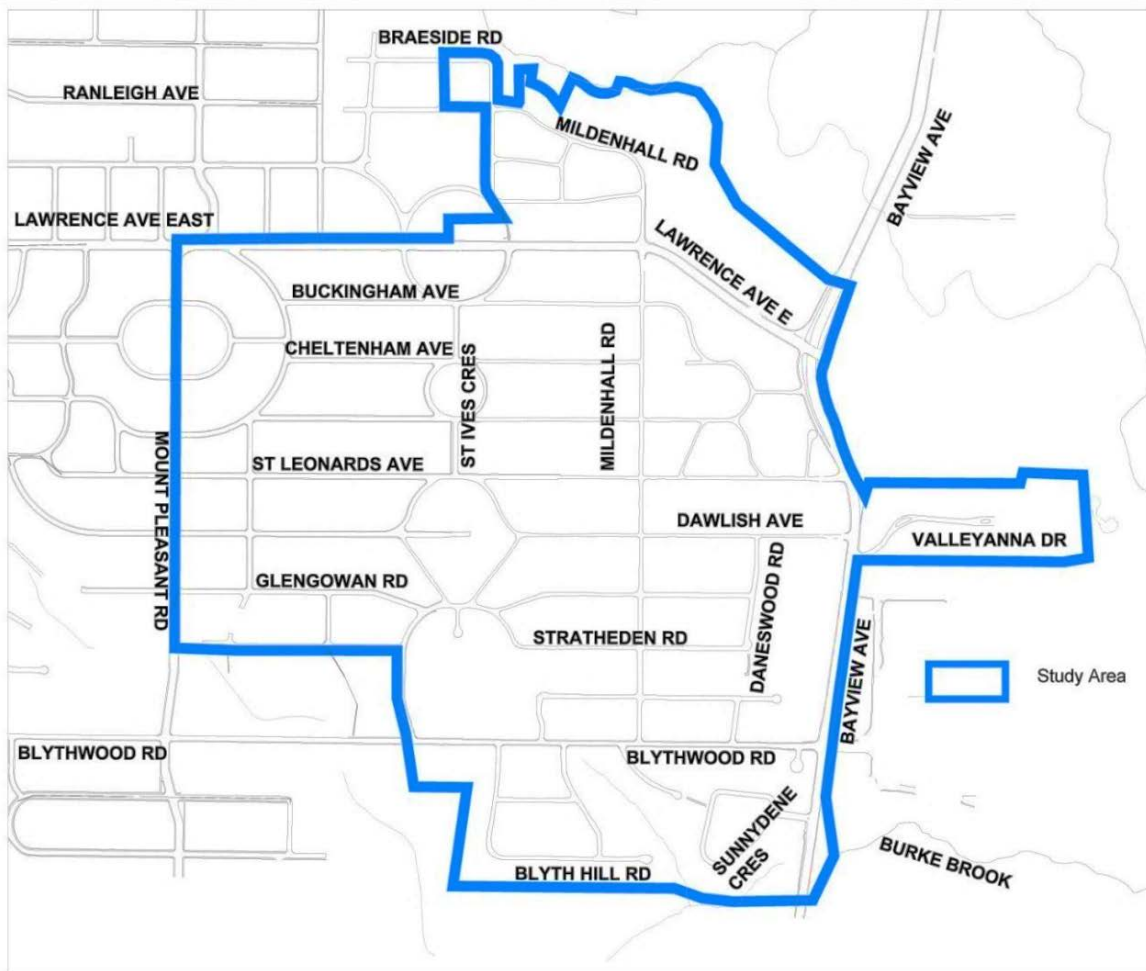 BRAESIDE RD
RANLEIGH AVE
MILDENHALL RD
BAYVIEW AVE
LAWRENCE AVE EAST
LAWRENCE AVE E
BUCKINGHAM AVE
CHELTENHAM AVE
ST IVES CRES
MILDENHALL RD
MOUNT PLEASANT RD
ST LEONARDS AVE
DAWLISH AVE
VALLEYANNA DR
GLENGOWAN RD
DANESWOOD RD
STRATHEDEN RD
BAYVIEW AVE
Study Area
BLYTHWOOD RD
BLYTHWOOD RD
SUNNYDENE
CRES
BURKE BROOK
BLYTH HILL RD